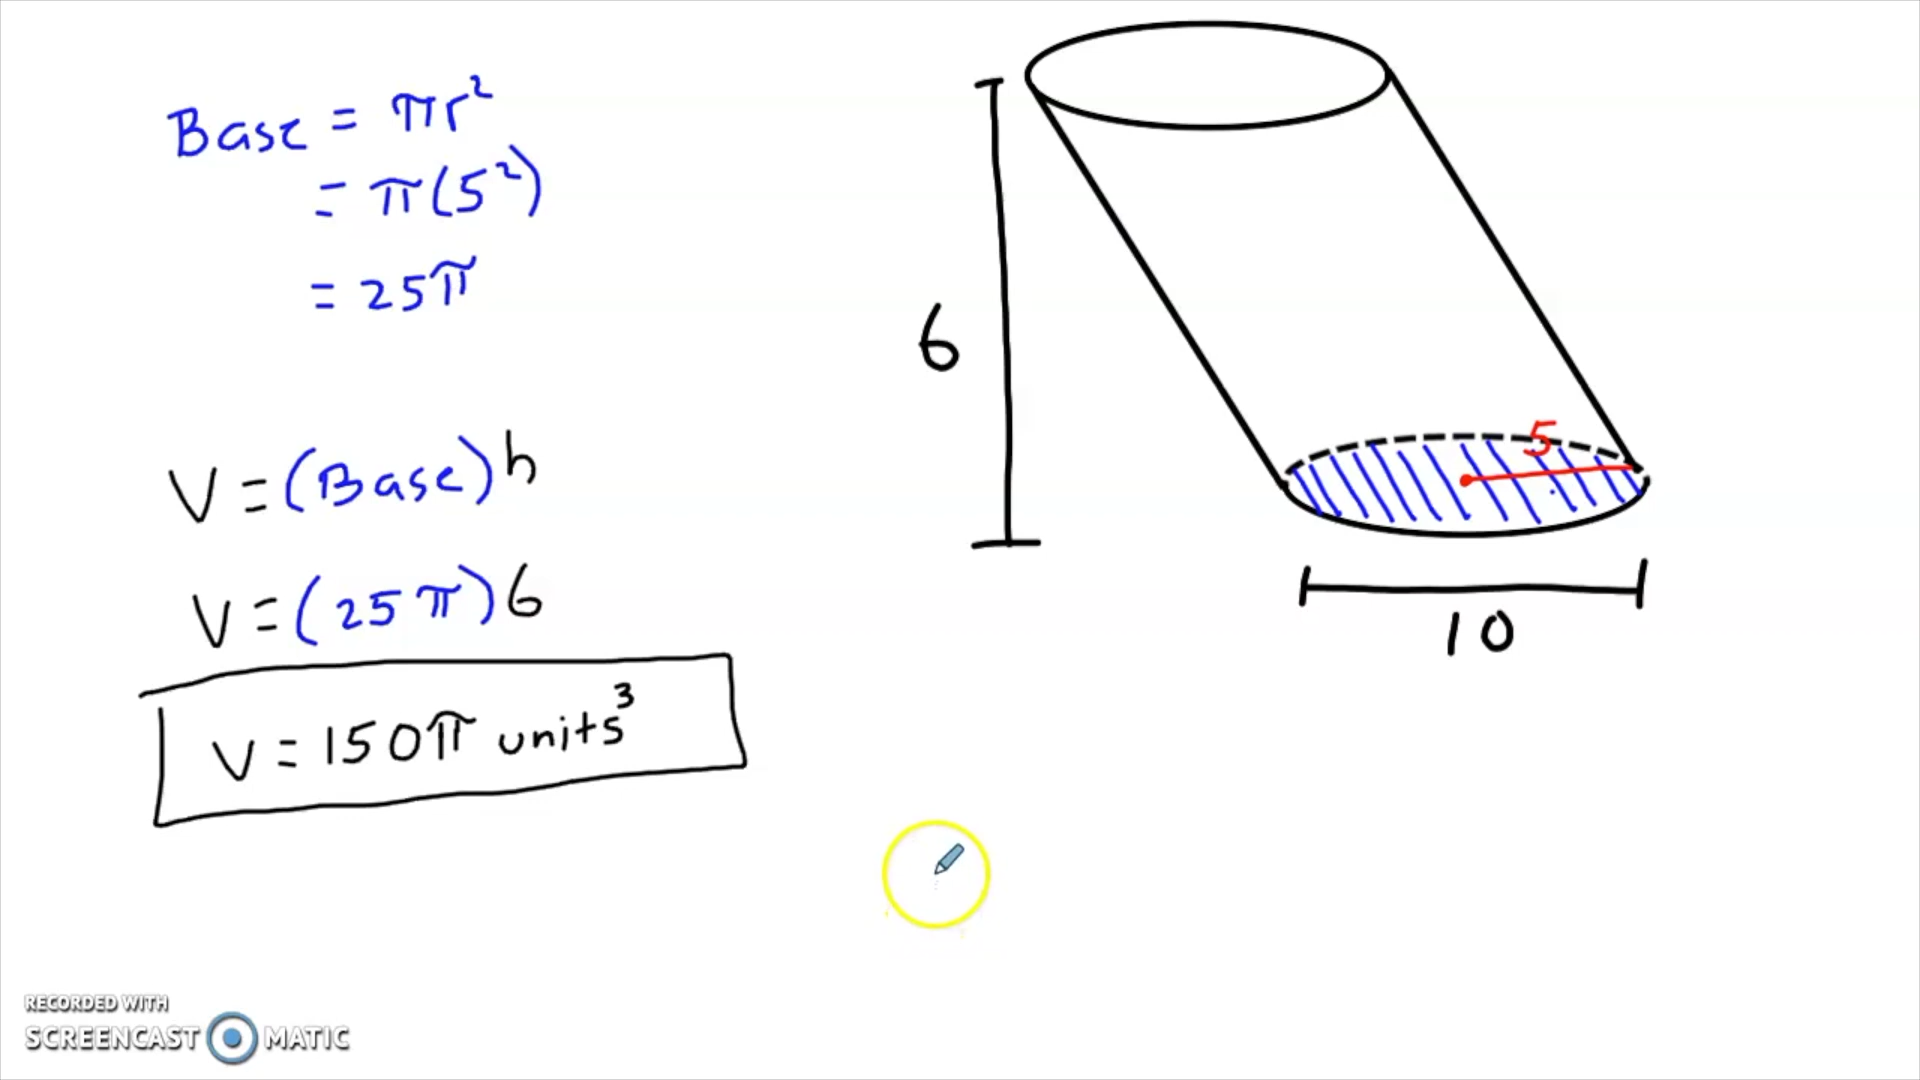 Base = πr²
= π(5²)
= 25π
V = (Base)h
V = (25π)6
V = 150π units³
6
5
10
RECORDED WITH
SCREENCAST MATIC